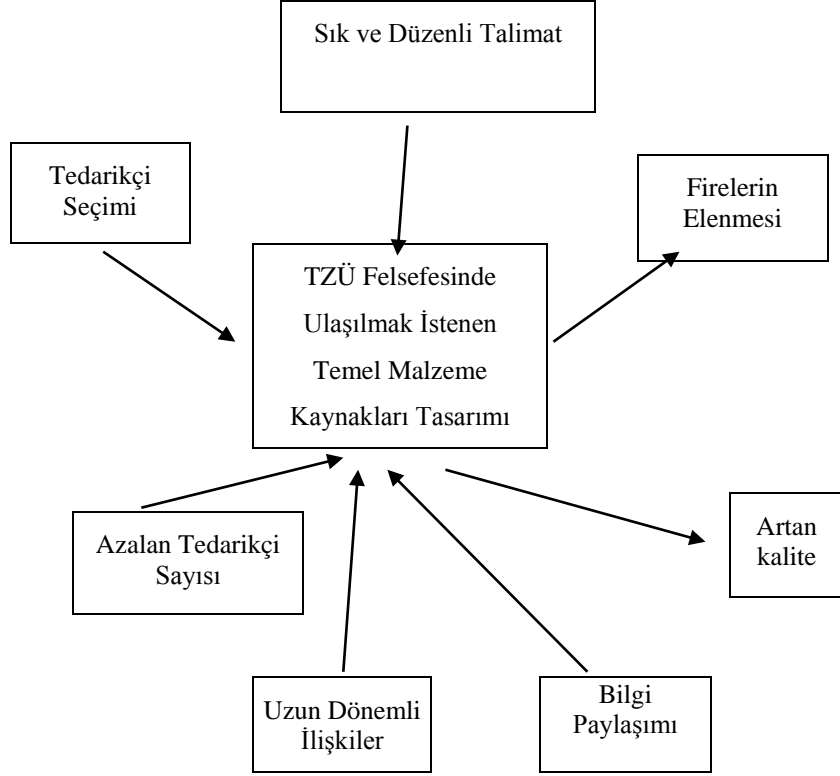 Sık ve Düzenli Talimat
Tedarikçi
Seçimi
Firelerin
Elenmesi
TZÜ Felsefesinde
Ulaşılmak İstenen
Temel Malzeme
Kaynakları Tasarımı
Azalan Tedarikçi
Sayısı
Artan
kalite
Uzun Dönemli
İlişkiler
Bilgi
Paylaşımı